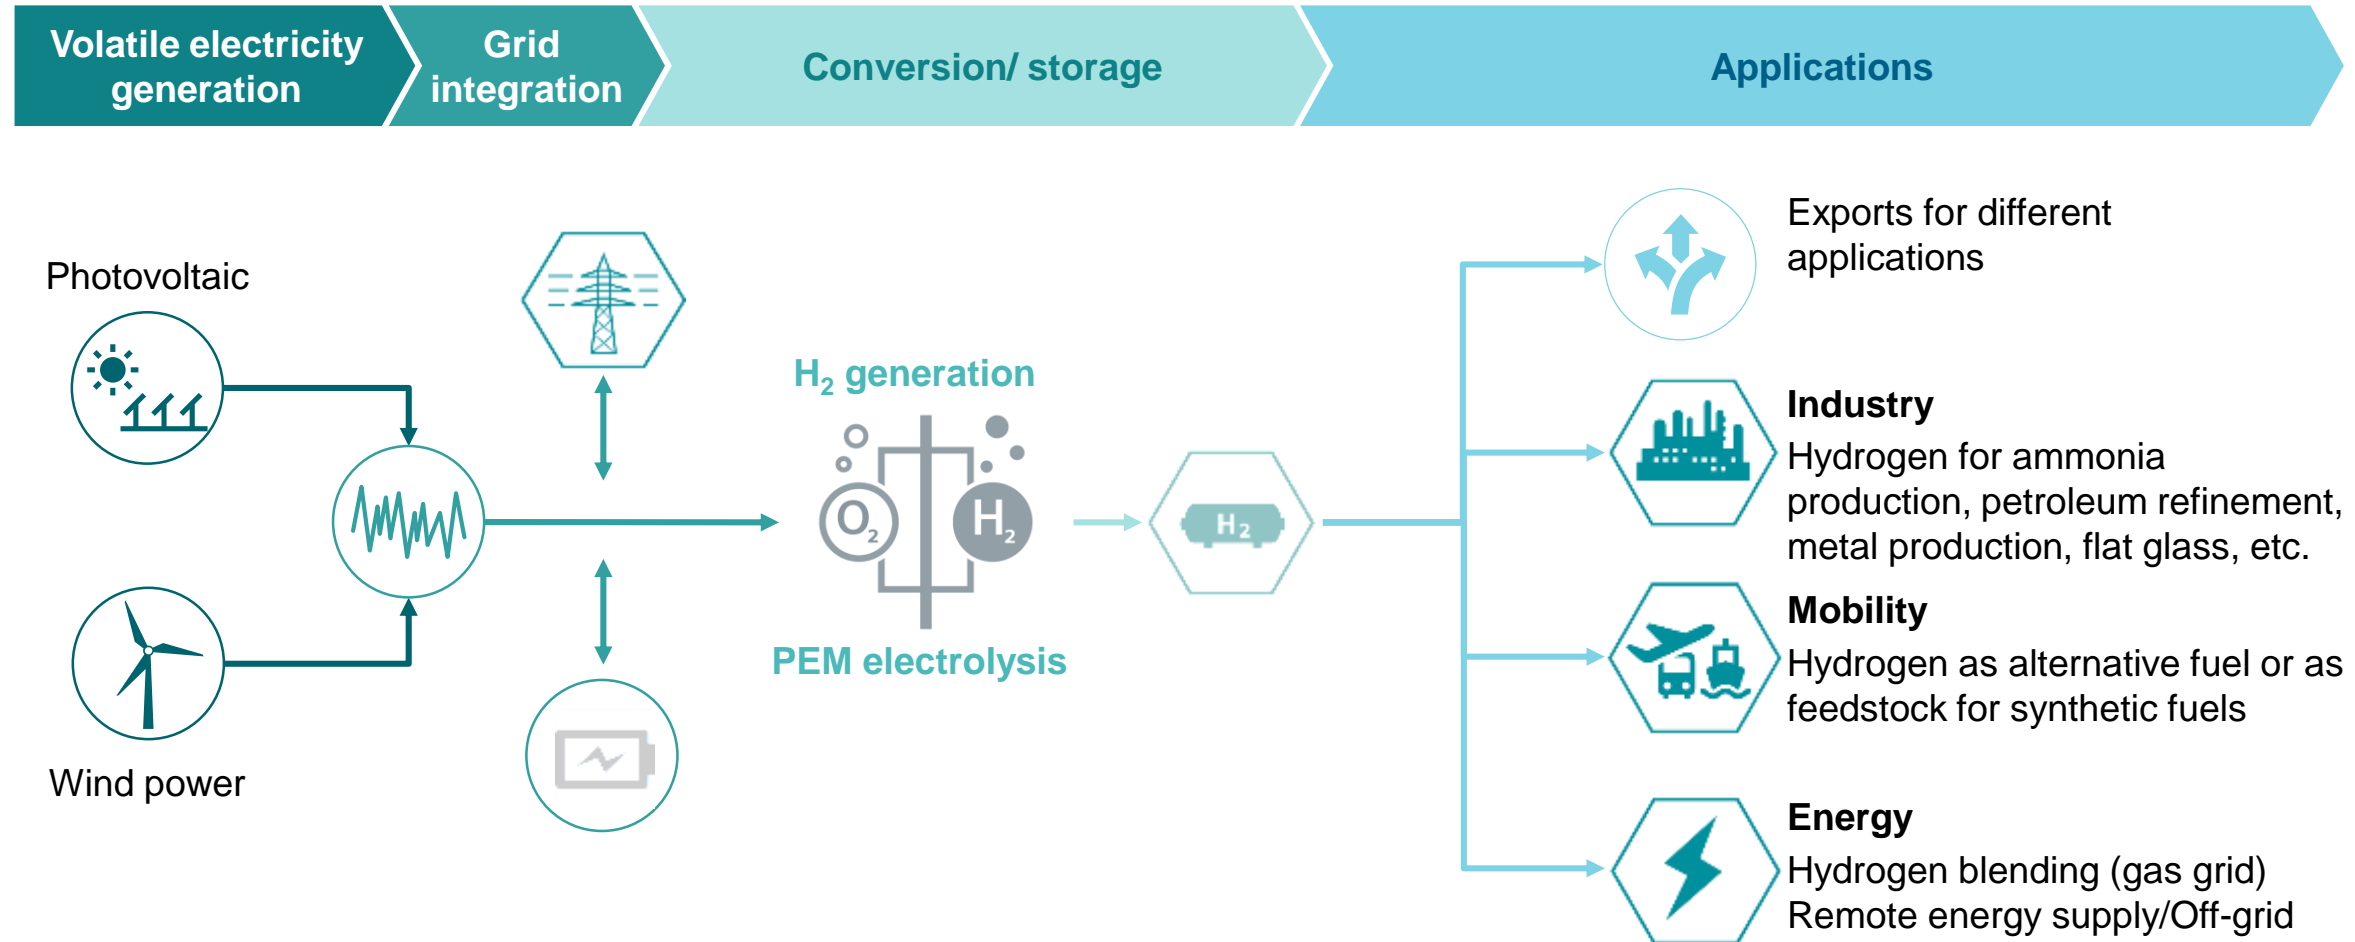 Volatile electricity
generation
Grid
integration
Conversion/ storage
Applications
Photovoltaic
Wind power
H₂ generation
O₂
H₂
PEM electrolysis
H₂
Exports for different
applications
Industry
Hydrogen for ammonia
production, petroleum refinement,
metal production, flat glass, etc.
Mobility
Hydrogen as alternative fuel or as
feedstock for synthetic fuels
Energy
Hydrogen blending (gas grid)
Remote energy supply/Off-grid